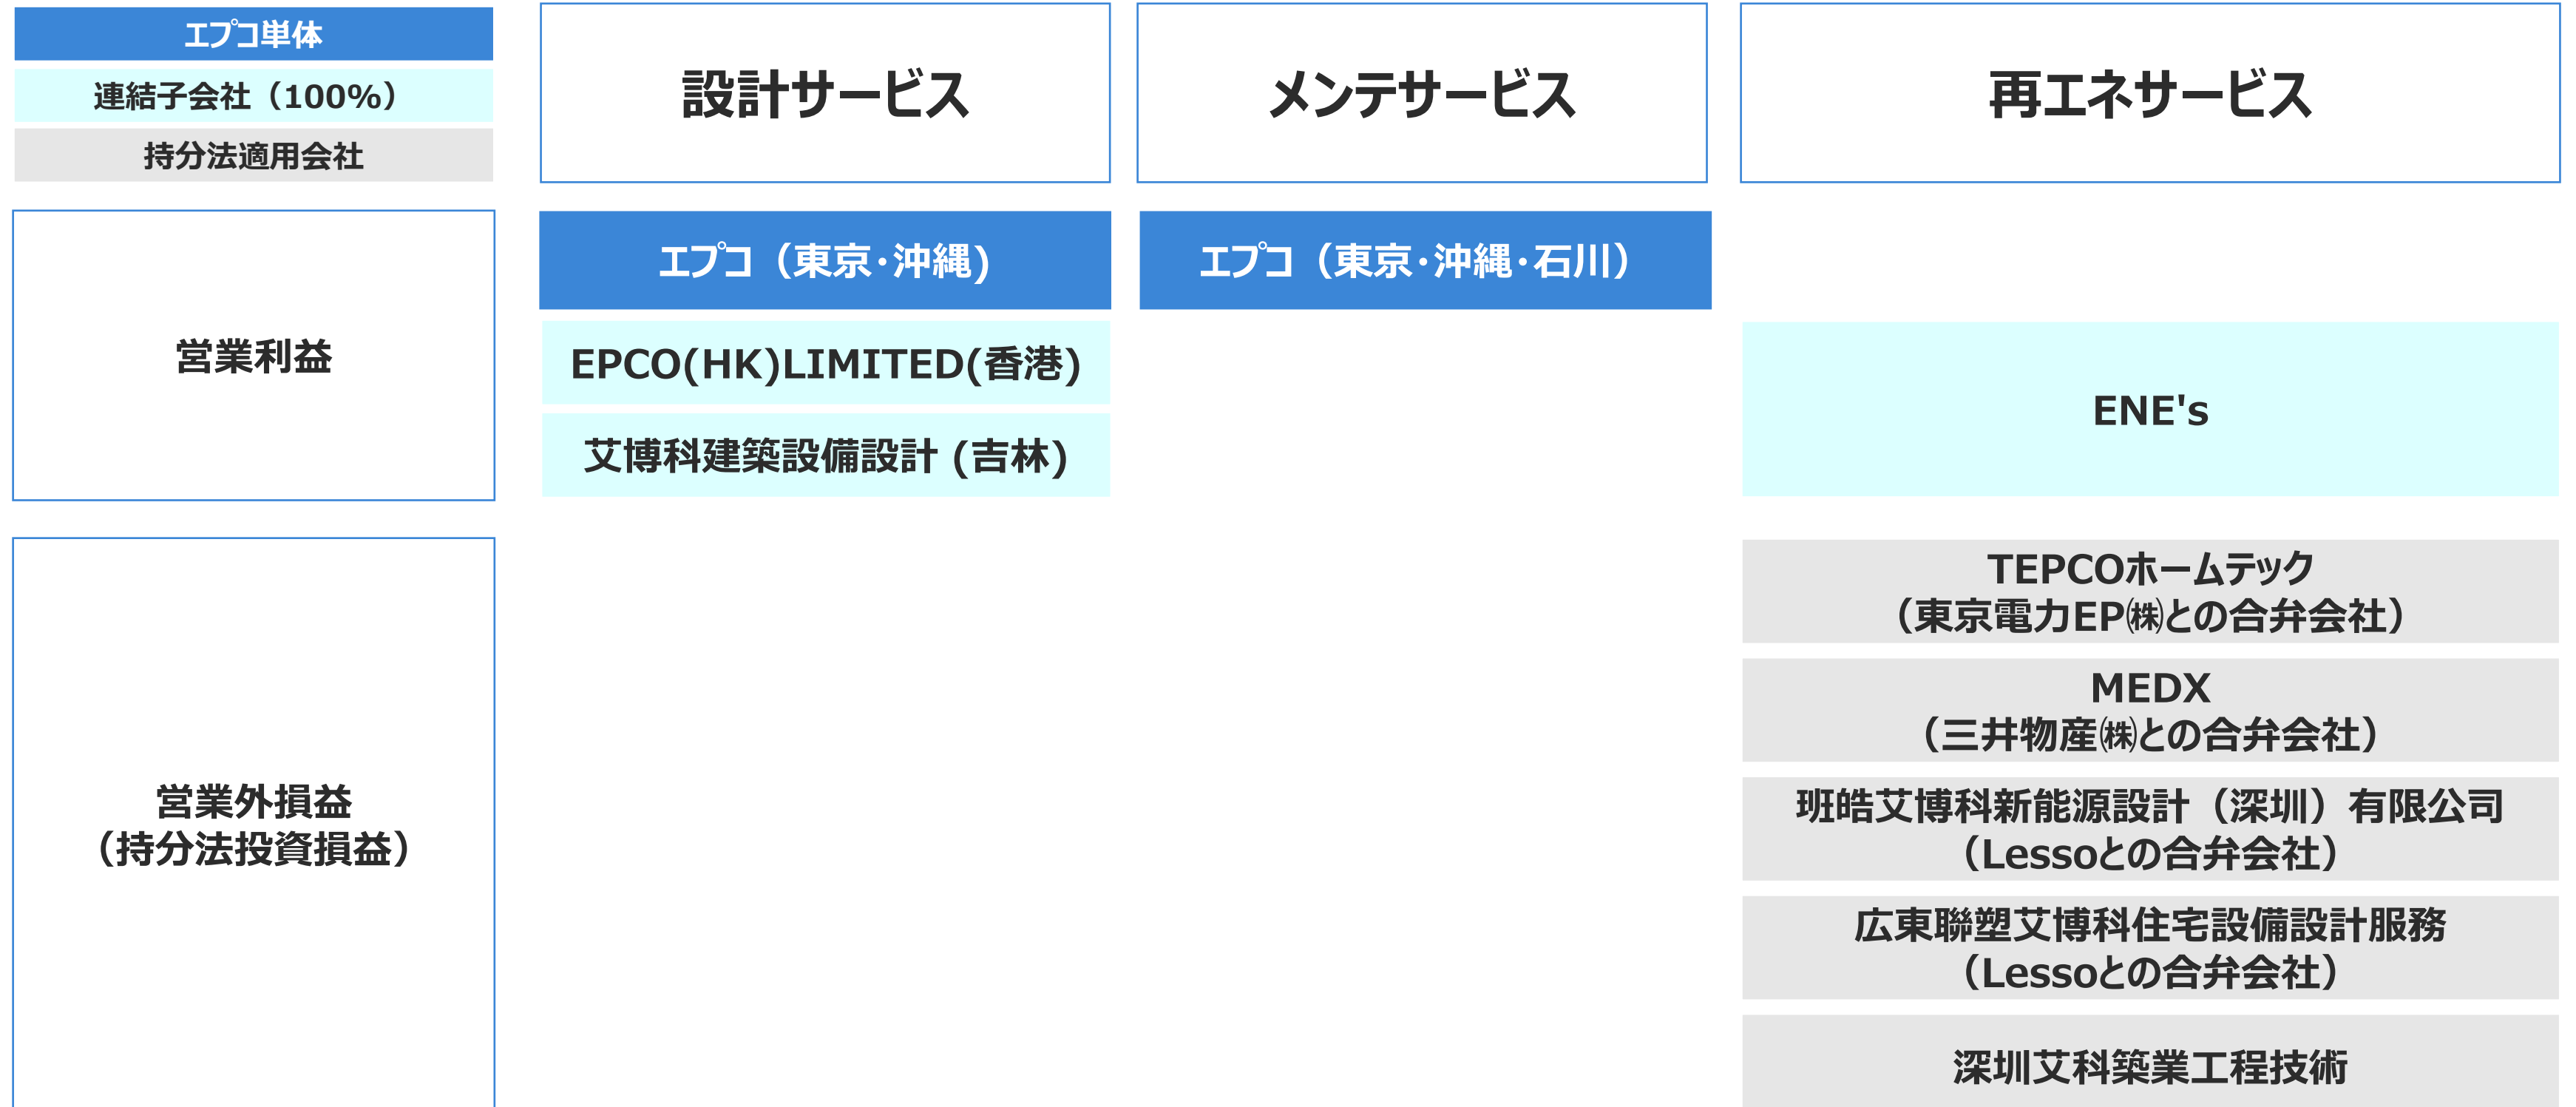 エプコ単体
連結子会社（100%）
持分法適用会社
設計サービス
メンテサービス
再エネサービス
営業利益
エプコ（東京･沖縄)
エプコ（東京･沖縄･石川）
EPCO(HK)LIMITED(香港)
艾博科建築設備設計 (吉林)
ENE's
営業外損益
（持分法投資損益）
TEPCOホームテック
（東京電力EP㈱との合弁会社）
MEDX
（三井物産㈱との合弁会社）
班皓艾博科新能源設計（深圳）有限公司
（Lessoとの合弁会社）
広東聯塑艾博科住宅設備設計服務
（Lessoとの合弁会社）
深圳艾科築業工程技術